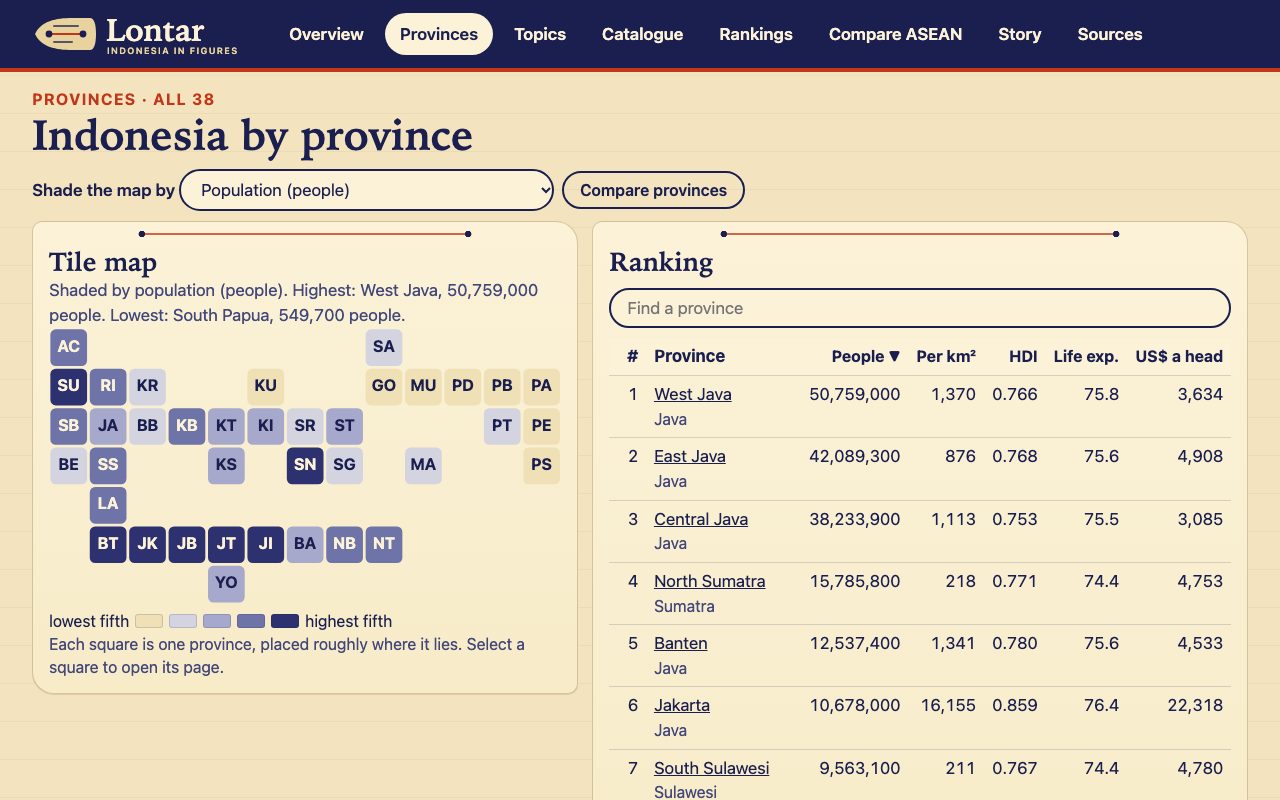 Lontar
INDONESIA IN FIGURES
Overview
Provinces
Topics
Catalogue
Rankings
Compare ASEAN
Story
Sources
PROVINCES · ALL 38
Indonesia by province
Shade the map by
Population (people)
Compare provinces
Tile map
Shaded by population (people). Highest: West Java, 50,759,000
people. Lowest: South Papua, 549,700 people.
AC SA
SU RI KR KU GO MU PD PB PA
SB JA BB KB KT KI SR ST PT PE
BE SS KS SN SG MA PS
LA
BT JK JB JT JI BA NB NT
YO
lowest fifth highest fifth
Each square is one province, placed roughly where it lies. Select a
square to open its page.
Ranking
Find a province
# Province People ▼ Per km² HDI Life exp. US$ a head
1 West Java 50,759,000 1,370 0.766 75.8 3,634
Java
2 East Java 42,089,300 876 0.768 75.6 4,908
Java
3 Central Java 38,233,900 1,113 0.753 75.5 3,085
Java
4 North Sumatra 15,785,800 218 0.771 74.4 4,753
Sumatra
5 Banten 12,537,400 1,341 0.780 75.6 4,533
Java
6 Jakarta 10,678,000 16,155 0.859 76.4 22,318
Java
7 South Sulawesi 9,563,100 211 0.767 74.4 4,780
Sulawesi